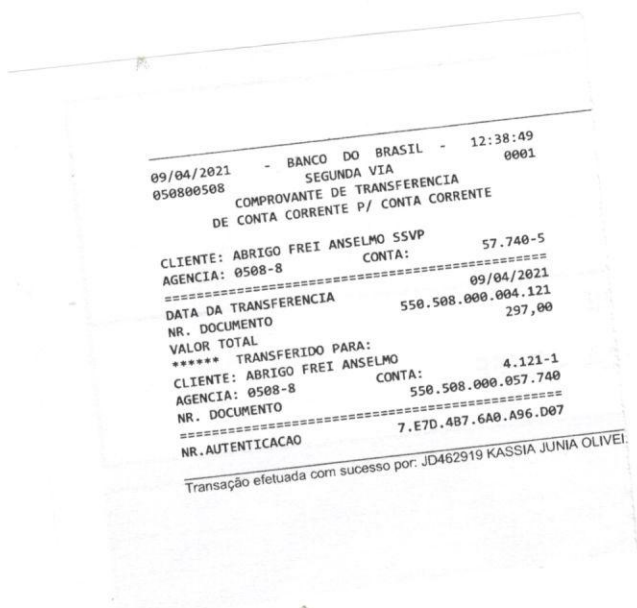 09/04/2021 - BANCO DO BRASIL - 12:38:49
050800508 SEGUNDA VIA 0001
COMPROVANTE DE TRANSFERENCIA
DE CONTA CORRENTE P/ CONTA CORRENTE
CLIENTE: ABRIGO FREI ANSELMO SSVP
AGENCIA: 0508-8 CONTA: 57.740-5
================================================
DATA DA TRANSFERENCIA 09/04/2021
NR. DOCUMENTO 550.508.000.004.121
VALOR TOTAL 297,00
****** TRANSFERIDO PARA:
CLIENTE: ABRIGO FREI ANSELMO
AGENCIA: 0508-8 CONTA: 4.121-1
NR. DOCUMENTO 550.508.000.057.740
================================================
NR.AUTENTICACAO 7.E7D.4B7.6A0.A96.D07
Transação efetuada com sucesso por: JD462919 KASSIA JUNIA OLIVEI